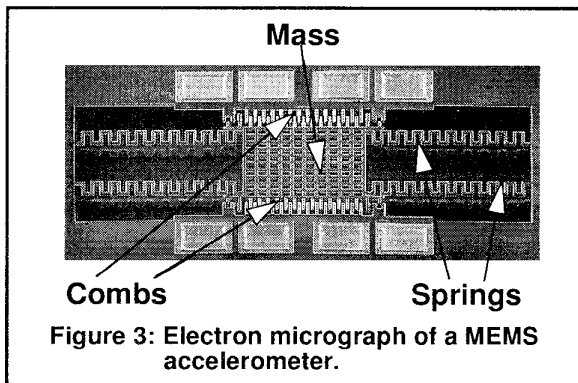 Mass
Combs
Springs
Figure 3: Electron micrograph of a MEMS
accelerometer.